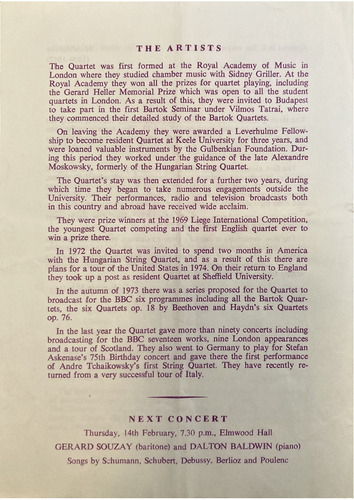 THE ARTISTS
The Quartet was first formed at the Royal Academy of Music in
London where they studied chamber music with Sidney Griller. At the
Royal Academy they won all the prizes for quartet playing, including
the Gerard Heller Memorial Prize which was open to all the student
quartets in London. As a result of this, they were invited to Budapest
to take part in the first Bartok Seminar under Vilmos Tatrai, where
they commenced their detailed study of the Bartok Quartets.
On leaving the Academy they were awarded a Leverhulme Fellow-
ship to become resident Quartet at Keele University for three years, and
were loaned valuable instruments by the Gulbenkian Foundation. Dur-
ing this period they worked under the guidance of the late Alexandre
Moskowsky, formerly of the Hungarian String Quartet.
The Quartet's stay was then extended for a further two years, during
which time they began to take numerous engagements outside the
University. Their performances, radio and television broadcasts both
in this country and abroad have received wide acclaim.
They were prize winners at the 1969 Liege International Competition,
the youngest Quartet competing and the first English quartet ever to
win a prize there.
In 1972 the Quartet was invited to spend two months in America
with the Hungarian String Quartet, and as a result of this there are
plans for a tour of the United States in 1974. On their return to England
they took up a post as resident Quartet at Sheffield University.
In the autumn of 1973 there was a series proposed for the Quartet to
broadcast for the BBC six programmes including all the Bartok Quar-
tets, the six Quartets op. 18 by Beethoven and Haydn's six Quartets
op. 76.
In the last year the Quartet gave more than ninety concerts including
broadcasting for the BBC seventeen works, nine London appearances
and a tour of Scotland. They also went to Germany to play for Stefan
Askenase's 75th Birthday concert and gave there the first performance
of Andre Tchaikowsky's first String Quartet. They have recently re-
turned from a very successful tour of Italy.
NEXT CONCERT
Thursday, 14th February, 7.30 p.m., Elmwood Hall
GERARD SOUZAY (baritone) and DALTON BALDWIN (piano)
Songs by Schumann, Schubert, Debussy, Berlioz and Poulenc